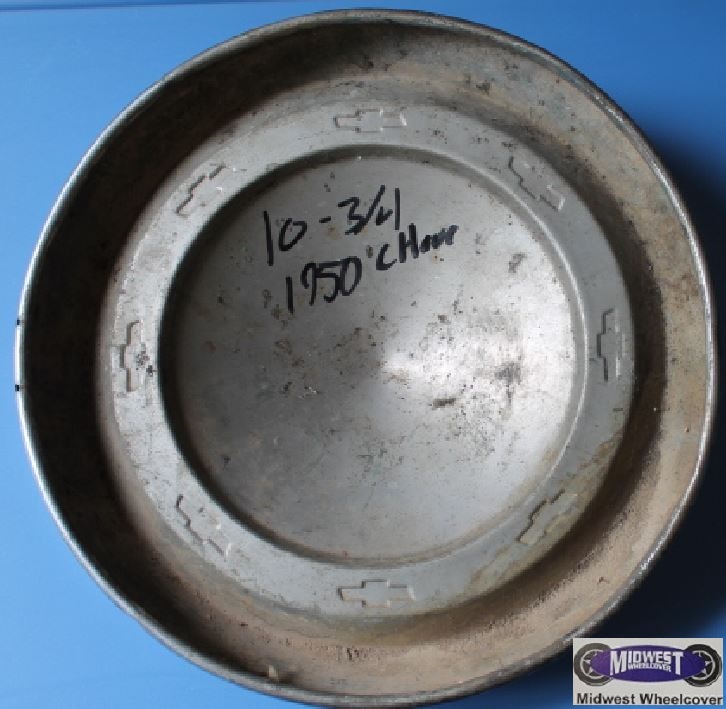 10-3/4
1950's Chev
MIDWEST
WHEELCOVER
Midwest Wheelcover